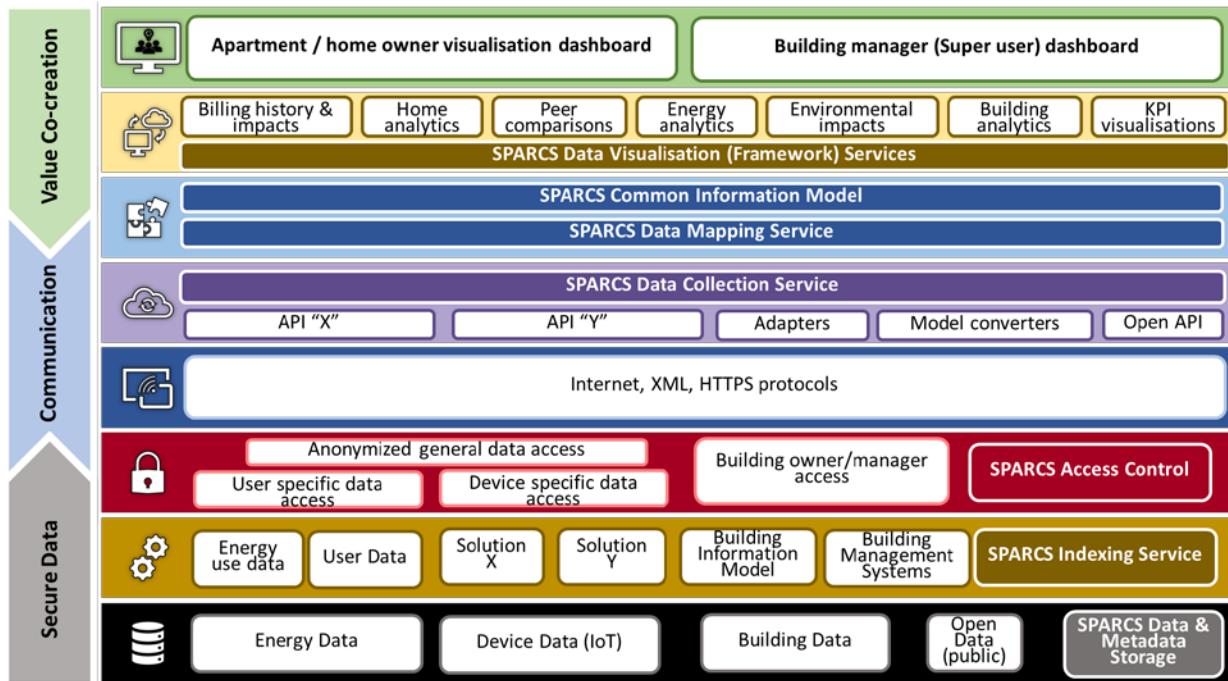 Value Co-creation
Communication
Secure Data
Apartment / home owner visualisation dashboard
Building manager (Super user) dashboard
Billing history &
impacts
Home
analytics
Peer
comparisons
Energy
analytics
Environmental
impacts
Building
analytics
KPI
visualisations
SPARCS Data Visualisation (Framework) Services
SPARCS Common Information Model
SPARCS Data Mapping Service
SPARCS Data Collection Service
API “X”
API “Y”
Adapters
Model converters
Open API
Internet, XML, HTTPS protocols
Anonymized general data access
User specific data
access
Device specific data
access
Building owner/manager
access
SPARCS Access Control
Energy
use data
User Data
Solution
X
Solution
Y
Building
Information
Model
Building
Management
Systems
SPARCS Indexing Service
Energy Data
Device Data (IoT)
Building Data
Open
Data
(public)
SPARCS Data &
Metadata
Storage